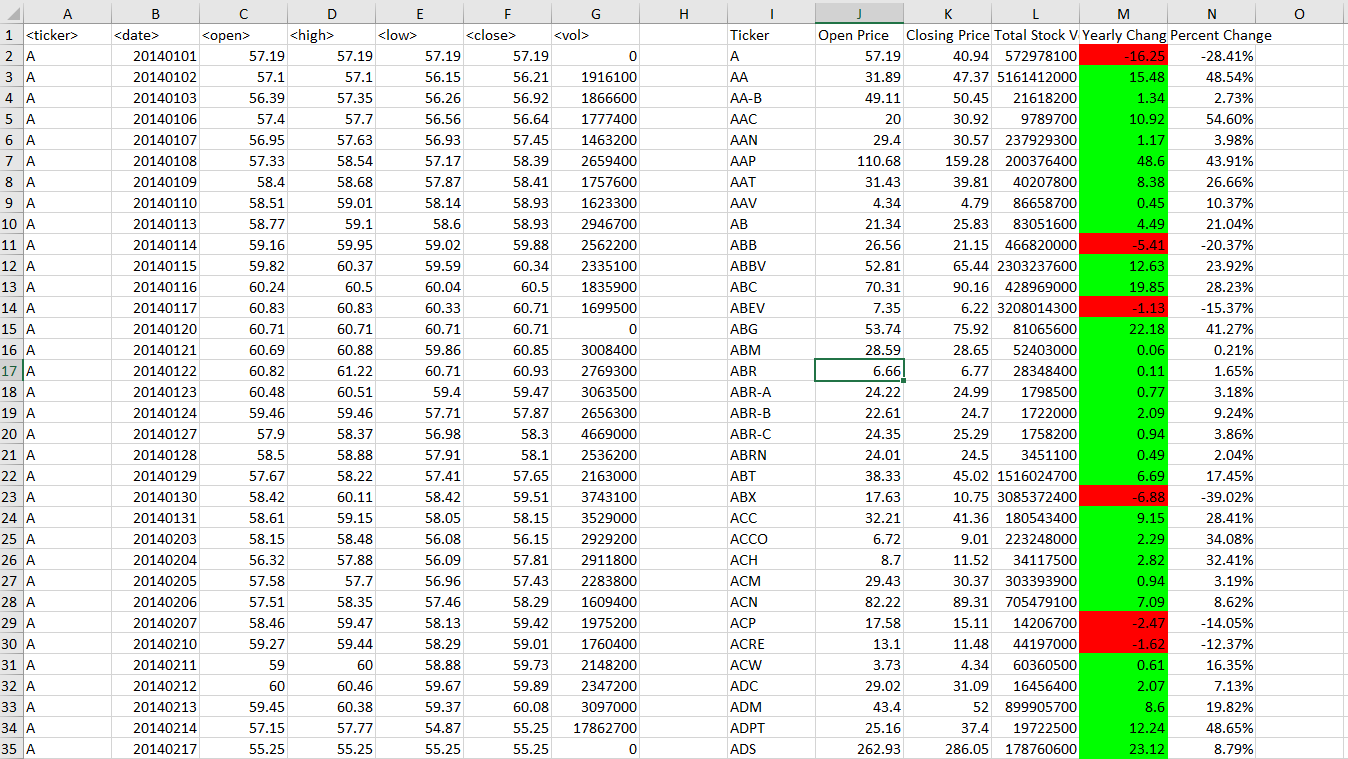 A B C D E F G H I J K L M N O
1 <ticker> <date> <open> <high> <low> <close> <vol> Ticker Open Price Closing Price Total Stock V Yearly Chang Percent Change
2 A 20140101 57.19 57.19 57.19 57.19 0 A 57.19 40.94 572978100 -16.25 -28.41%
3 A 20140102 57.1 57.1 56.15 56.21 1916100 AA 31.89 47.37 5161412000 15.48 48.54%
4 A 20140103 56.39 57.35 56.26 56.92 1866600 AA-B 49.11 50.45 21618200 1.34 2.73%
5 A 20140106 57.4 57.7 56.56 56.64 1777400 AAC 20 30.92 9789700 10.92 54.60%
6 A 20140107 56.95 57.63 56.93 57.45 1463200 AAN 29.4 30.57 237929300 1.17 3.98%
7 A 20140108 57.33 58.54 57.17 58.39 2659400 AAP 110.68 159.28 200376400 48.6 43.91%
8 A 20140109 58.4 58.68 57.87 58.41 1757600 AAT 31.43 39.81 40207800 8.38 26.66%
9 A 20140110 58.51 59.01 58.14 58.93 1623300 AAV 4.34 4.79 86658700 0.45 10.37%
10 A 20140113 58.77 59.1 58.6 58.93 2946700 AB 21.34 25.83 83051600 4.49 21.04%
11 A 20140114 59.16 59.95 59.02 59.88 2562200 ABB 26.56 21.15 466820000 -5.41 -20.37%
12 A 20140115 59.82 60.37 59.59 60.34 2335100 ABBV 52.81 65.44 2303237600 12.63 23.92%
13 A 20140116 60.24 60.5 60.04 60.5 1835900 ABC 70.31 90.16 428969000 19.85 28.23%
14 A 20140117 60.83 60.83 60.33 60.71 1699500 ABEV 7.35 6.22 3208014300 -1.13 -15.37%
15 A 20140120 60.71 60.71 60.71 60.71 0 ABG 53.74 75.92 81065600 22.18 41.27%
16 A 20140121 60.69 60.88 59.86 60.85 3008400 ABM 28.59 28.65 52403000 0.06 0.21%
17 A 20140122 60.82 61.22 60.71 60.93 2769300 ABR 6.66 6.77 28348400 0.11 1.65%
18 A 20140123 60.48 60.51 59.4 59.47 3063500 ABR-A 24.22 24.99 1798500 0.77 3.18%
19 A 20140124 59.46 59.46 57.71 57.87 2656300 ABR-B 22.61 24.7 1722000 2.09 9.24%
20 A 20140127 57.9 58.37 56.98 58.3 4669000 ABR-C 24.35 25.29 1758200 0.94 3.86%
21 A 20140128 58.5 58.88 57.91 58.1 2536200 ABRN 24.01 24.5 3451100 0.49 2.04%
22 A 20140129 57.67 58.22 57.41 57.65 2163000 ABT 38.33 45.02 1516024700 6.69 17.45%
23 A 20140130 58.42 60.11 58.42 59.51 3743100 ABX 17.63 10.75 3085372400 -6.88 -39.02%
24 A 20140131 58.61 59.15 58.05 58.15 3529000 ACC 32.21 41.36 180543400 9.15 28.41%
25 A 20140203 58.15 58.48 56.08 56.15 2929200 ACCO 6.72 9.01 223248000 2.29 34.08%
26 A 20140204 56.32 57.88 56.09 57.81 2911800 ACH 8.7 11.52 34117500 2.82 32.41%
27 A 20140205 57.58 57.7 56.96 57.43 2283800 ACM 29.43 30.37 303393900 0.94 3.19%
28 A 20140206 57.51 58.35 57.46 58.29 1609400 ACN 82.22 89.31 705479100 7.09 8.62%
29 A 20140207 58.46 59.47 58.13 59.42 1975200 ACP 17.58 15.11 14206700 -2.47 -14.05%
30 A 20140210 59.27 59.44 58.29 59.01 1760400 ACRE 13.1 11.48 44197000 -1.62 -12.37%
31 A 20140211 59 60 58.88 59.73 2148200 ACW 3.73 4.34 60360500 0.61 16.35%
32 A 20140212 60 60.46 59.67 59.89 2347200 ADC 29.02 31.09 16456400 2.07 7.13%
33 A 20140213 59.45 60.38 59.37 60.08 3097000 ADM 43.4 52 899905700 8.6 19.82%
34 A 20140214 57.15 57.77 54.87 55.25 17862700 ADPT 25.16 37.4 19722500 12.24 48.65%
35 A 20140217 55.25 55.25 55.25 55.25 0 ADS 262.93 286.05 178760600 23.12 8.79%